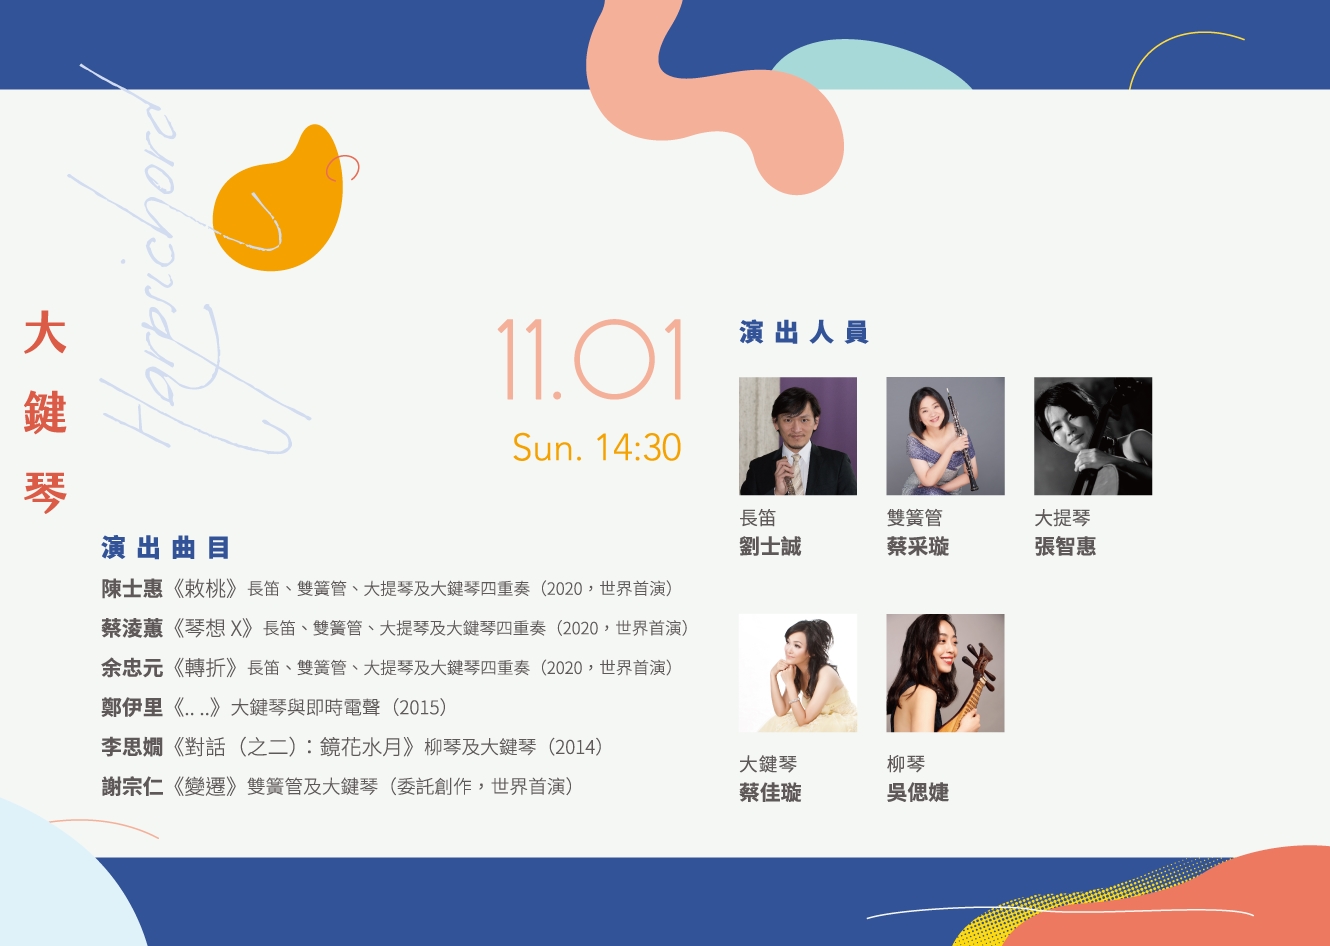 大鍵琴
Harpsichord
11.01
Sun. 14:30
演出曲目
陳士惠《敕桃》長笛、雙簧管、大提琴及大鍵琴四重奏（2020，世界首演）
蔡淩蕙《琴想 X》長笛、雙簧管、大提琴及大鍵琴四重奏（2020，世界首演）
余忠元《轉折》長笛、雙簧管、大提琴及大鍵琴四重奏（2020，世界首演）
鄭伊里《.. ..》大鍵琴與即時電聲（2015）
李思嫺《對話（之二）：鏡花水月》柳琴及大鍵琴（2014）
謝宗仁《變遷》雙簧管及大鍵琴（委託創作，世界首演）
演出人員
長笛
劉士誠
雙簧管
蔡采璇
大提琴
張智惠
大鍵琴
蔡佳璇
柳琴
吳偲婕